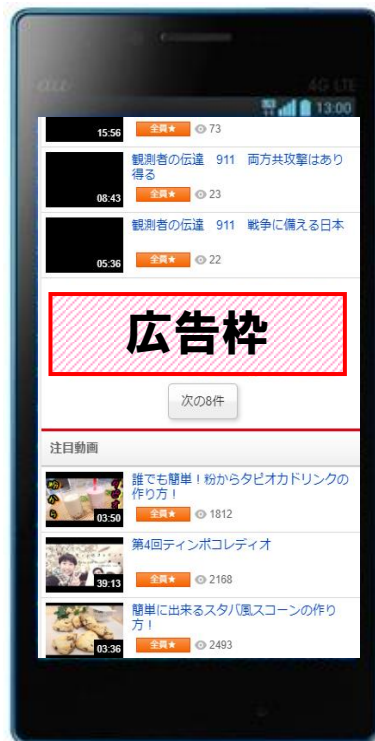 au
4G LTE
13:00
15:56
全員★
73
観測者の伝達 911 両方共攻撃はあり
得る
08:43
全員★
23
観測者の伝達 911 戦争に備える日本
05:36
全員★
22
広告枠
次の8件
注目動画
誰でも簡単!粉からタピオカドリンクの
作り方!
03:50
全員★
1812
第4回ティンポコレディオ
39:13
全員★
2168
簡単に出来るスタバ風スコーンの作り
方!
03:36
全員★
2493